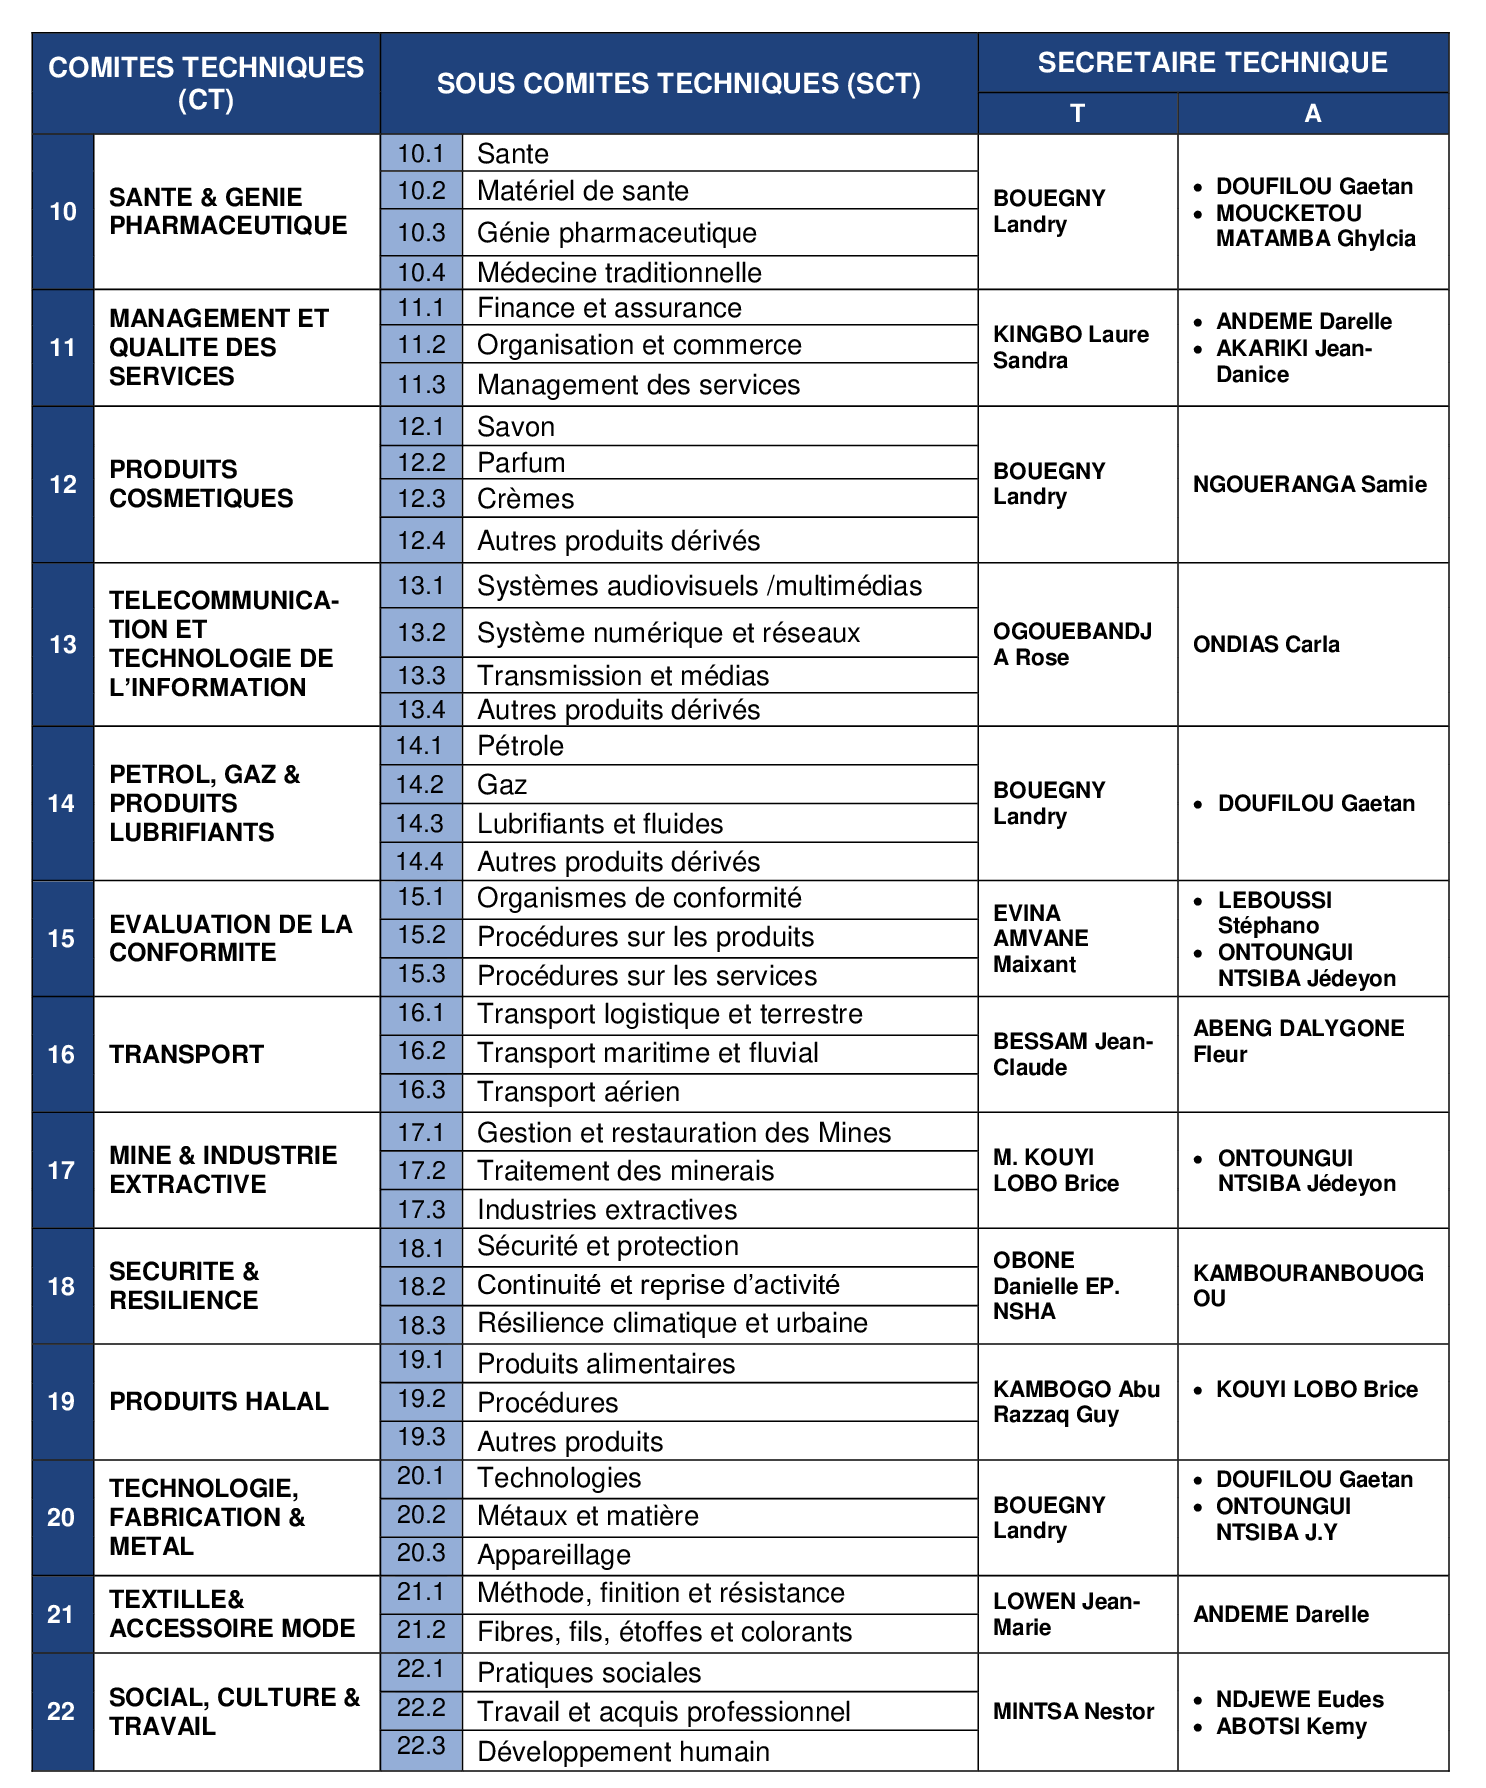 COMITES TECHNIQUES
(CT)
SOUS COMITES TECHNIQUES (SCT)
SECRETAIRE TECHNIQUE
T
A
10
SANTE & GENIE
PHARMACEUTIQUE
10.1 Sante
10.2 Matériel de sante
10.3 Génie pharmaceutique
10.4 Médecine traditionnelle
BOUEGNY
Landry
• DOUFILOU Gaetan
• MOUCKETOU
MATAMBA Ghylcia
11
MANAGEMENT ET
QUALITE DES
SERVICES
11.1 Finance et assurance
11.2 Organisation et commerce
11.3 Management des services
KINGBO Laure
Sandra
• ANDEME Darelle
• AKARIKI Jean-
Danice
12
PRODUITS
COSMETIQUES
12.1 Savon
12.2 Parfum
12.3 Crèmes
12.4 Autres produits dérivés
BOUEGNY
Landry
NGOUERANGA Samie
13
TELECOMMUNICA-
TION ET
TECHNOLOGIE DE
L’INFORMATION
13.1 Systèmes audiovisuels /multimédias
13.2 Système numérique et réseaux
13.3 Transmission et médias
13.4 Autres produits dérivés
OGOUEBANDJ
A Rose
ONDIAS Carla
14
PETROL, GAZ &
PRODUITS
LUBRIFIANTS
14.1 Pétrole
14.2 Gaz
14.3 Lubrifiants et fluides
14.4 Autres produits dérivés
BOUEGNY
Landry
• DOUFILOU Gaetan
15
EVALUATION DE LA
CONFORMITE
15.1 Organismes de conformité
15.2 Procédures sur les produits
15.3 Procédures sur les services
EVINA
AMVANE
Maixant
• LEBOUSSI
Stéphano
• ONTOUNGUI
NTSIBA Jédeyon
16
TRANSPORT
16.1 Transport logistique et terrestre
16.2 Transport maritime et fluvial
16.3 Transport aérien
BESSAM Jean-
Claude
ABENG DALYGONE
Fleur
17
MINE & INDUSTRIE
EXTRACTIVE
17.1 Gestion et restauration des Mines
17.2 Traitement des minerais
17.3 Industries extractives
M. KOUYI
LOBO Brice
• ONTOUNGUI
NTSIBA Jédeyon
18
SECURITE &
RESILIENCE
18.1 Sécurité et protection
18.2 Continuité et reprise d’activité
18.3 Résilience climatique et urbaine
OBONE
Danielle EP.
NSHA
KAMBOURANBOUOG
OU
19
PRODUITS HALAL
19.1 Produits alimentaires
19.2 Procédures
19.3 Autres produits
KAMBOGO Abu
Razzaq Guy
• KOUYI LOBO Brice
20
TECHNOLOGIE,
FABRICATION &
METAL
20.1 Technologies
20.2 Métaux et matière
20.3 Appareillage
BOUEGNY
Landry
• DOUFILOU Gaetan
• ONTOUNGUI
NTSIBA J.Y
21
TEXTILLE&
ACCESSOIRE MODE
21.1 Méthode, finition et résistance
21.2 Fibres, fils, étoffes et colorants
LOWEN Jean-
Marie
ANDEME Darelle
22
SOCIAL, CULTURE &
TRAVAIL
22.1 Pratiques sociales
22.2 Travail et acquis professionnel
22.3 Développement humain
MINTSA Nestor
• NDJEWE Eudes
• ABOTSI Kemy